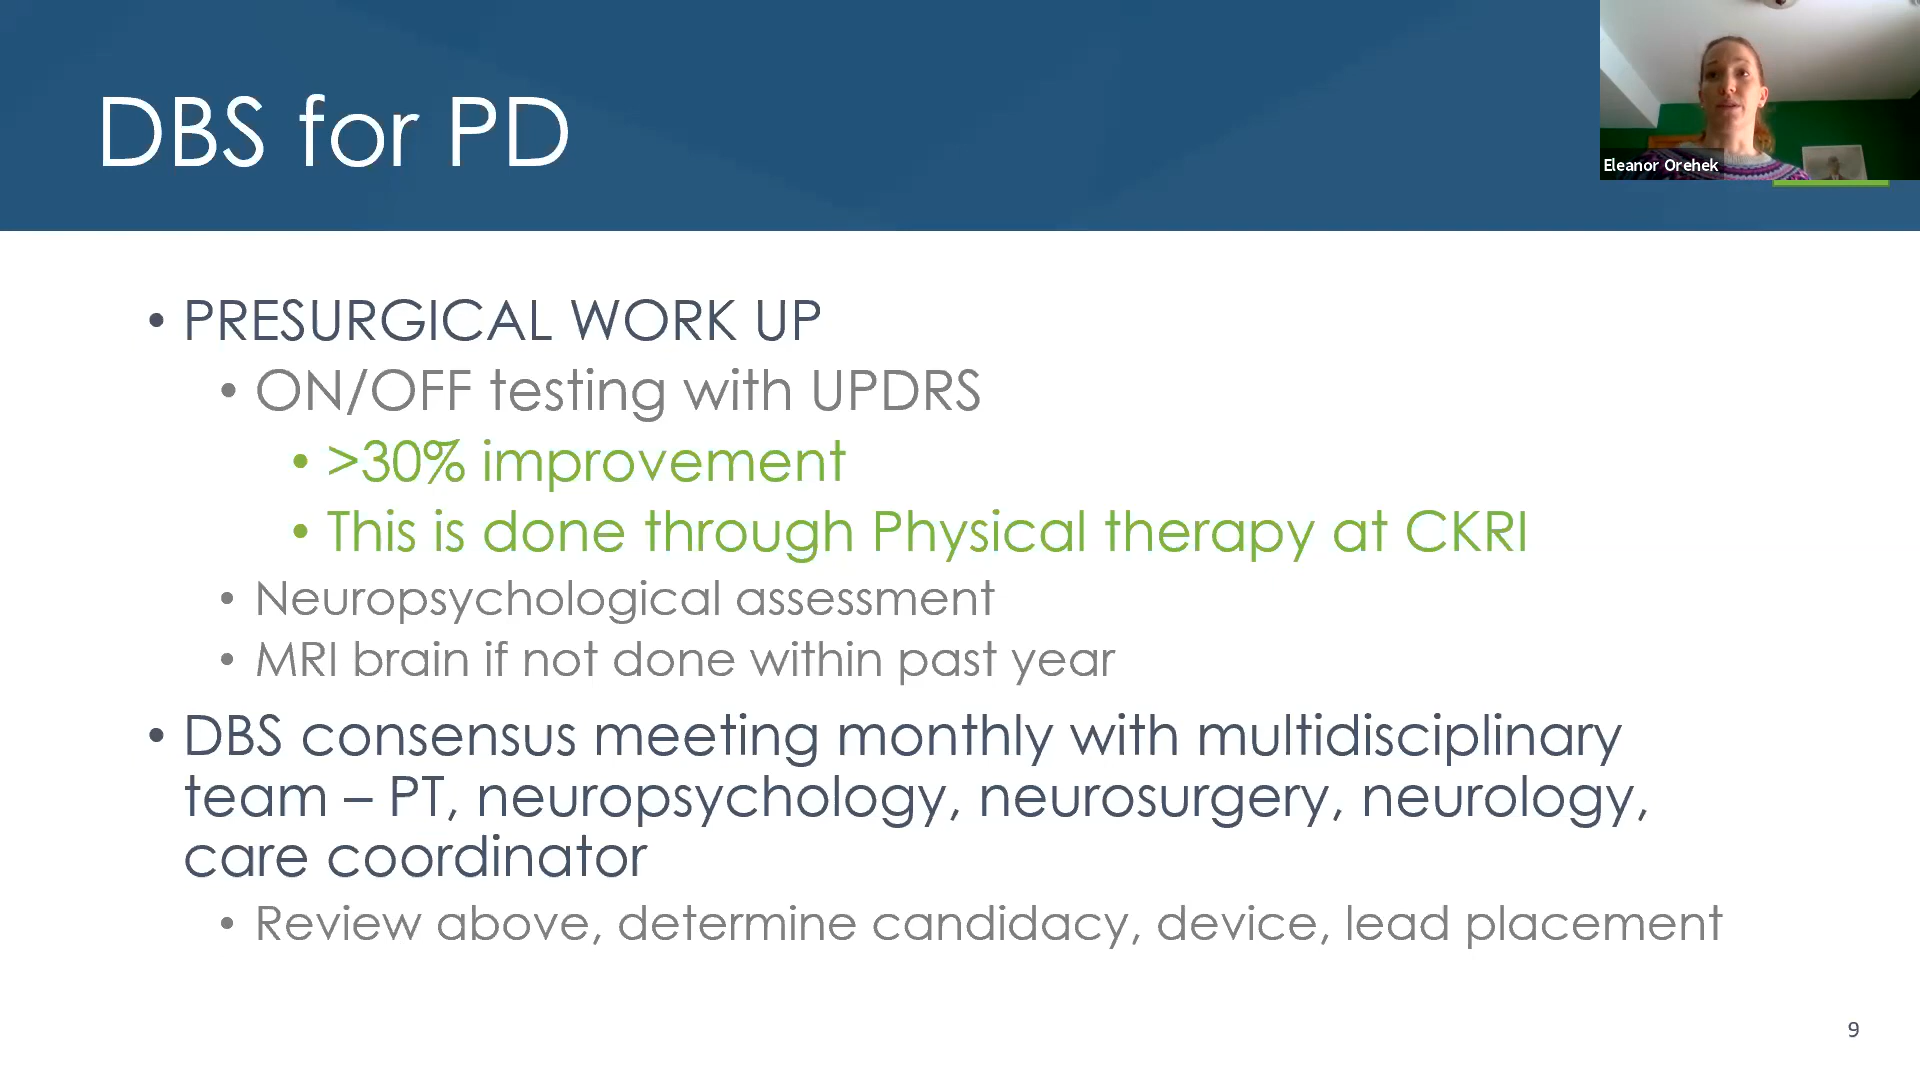 DBS for PD
Eleanor Orehek
• PRESURGICAL WORK UP
• ON/OFF testing with UPDRS
• >30% improvement
• This is done through Physical therapy at CKRI
• Neuropsychological assessment
• MRI brain if not done within past year
• DBS consensus meeting monthly with multidisciplinary
team – PT, neuropsychology, neurosurgery, neurology,
care coordinator
• Review above, determine candidacy, device, lead placement
9